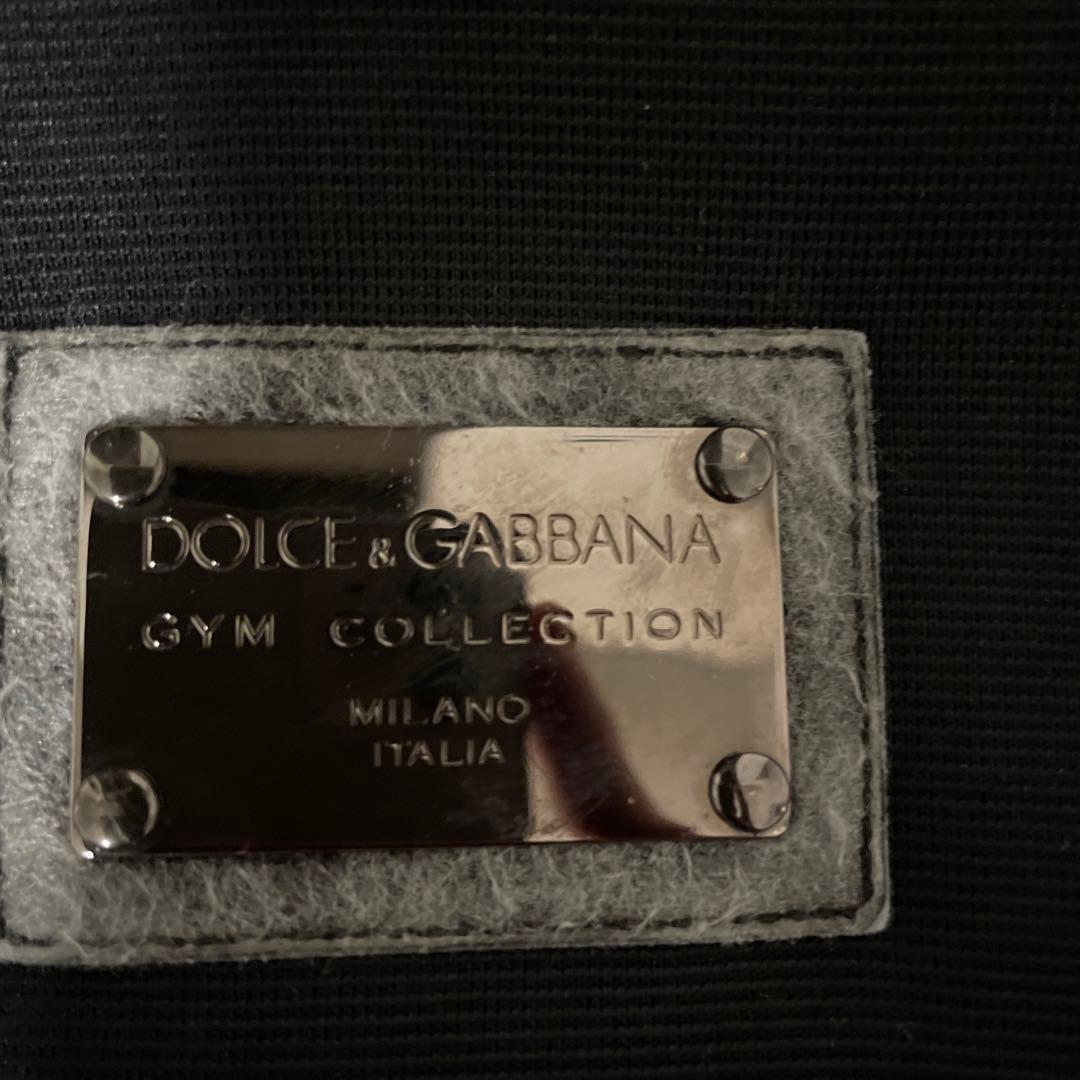 DOLCE & GABBANA
GYM COLLECTION
MILANO
ITALIA